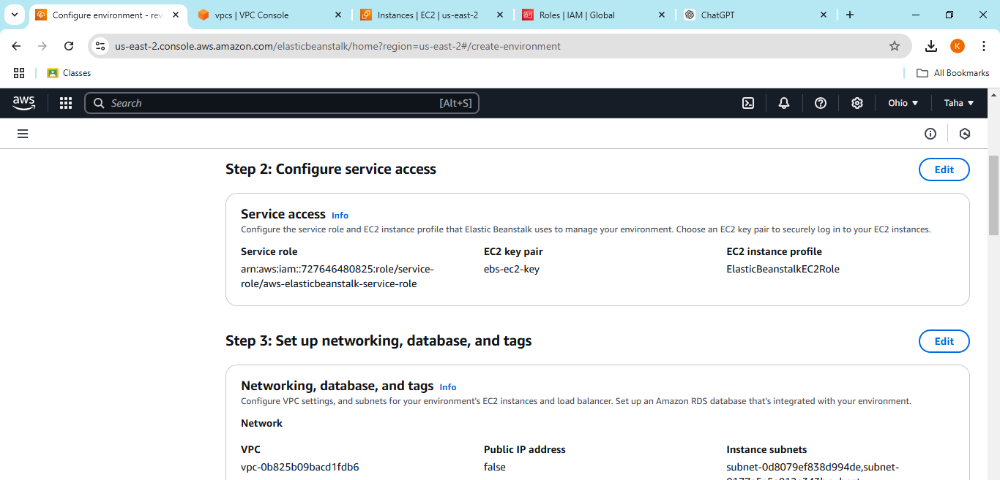 Configure environment - rev
vpcs | VPC Console
Instances | EC2 | us-east-2
Roles | IAM | Global
ChatGPT
us-east-2.console.aws.amazon.com/elasticbeanstalk/home?region=us-east-2#/create-environment
K
Classes
All Bookmarks
aws
Search
[Alt+S]
Ohio
Taha
Step 2: Configure service access
Edit
Service access Info
Configure the service role and EC2 instance profile that Elastic Beanstalk uses to manage your environment. Choose an EC2 key pair to securely log in to your EC2 instances.
Service role
EC2 key pair
EC2 instance profile
arn:aws:iam::727646480825:role/service-
role/aws-elasticbeanstalk-service-role
ebs-ec2-key
ElasticBeanstalkEC2Role
Step 3: Set up networking, database, and tags
Edit
Networking, database, and tags Info
Configure VPC settings, and subnets for your environment's EC2 instances and load balancer. Set up an Amazon RDS database that's integrated with your environment.
Network
VPC
Public IP address
Instance subnets
vpc-0b825b09bacd1fdb6
false
subnet-0d8079ef838d994de,subnet-